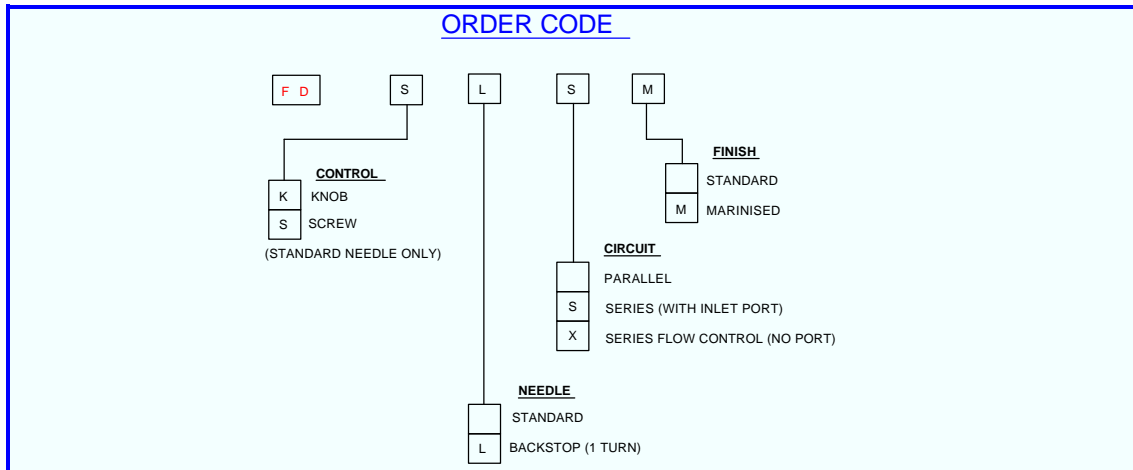 ORDER CODE
F D S L S M
CONTROL
K KNOB
S SCREW
(STANDARD NEEDLE ONLY)
FINISH
STANDARD
M MARINISED
CIRCUIT
PARALLEL
S SERIES (WITH INLET PORT)
X SERIES FLOW CONTROL (NO PORT)
NEEDLE
STANDARD
L BACKSTOP (1 TURN)